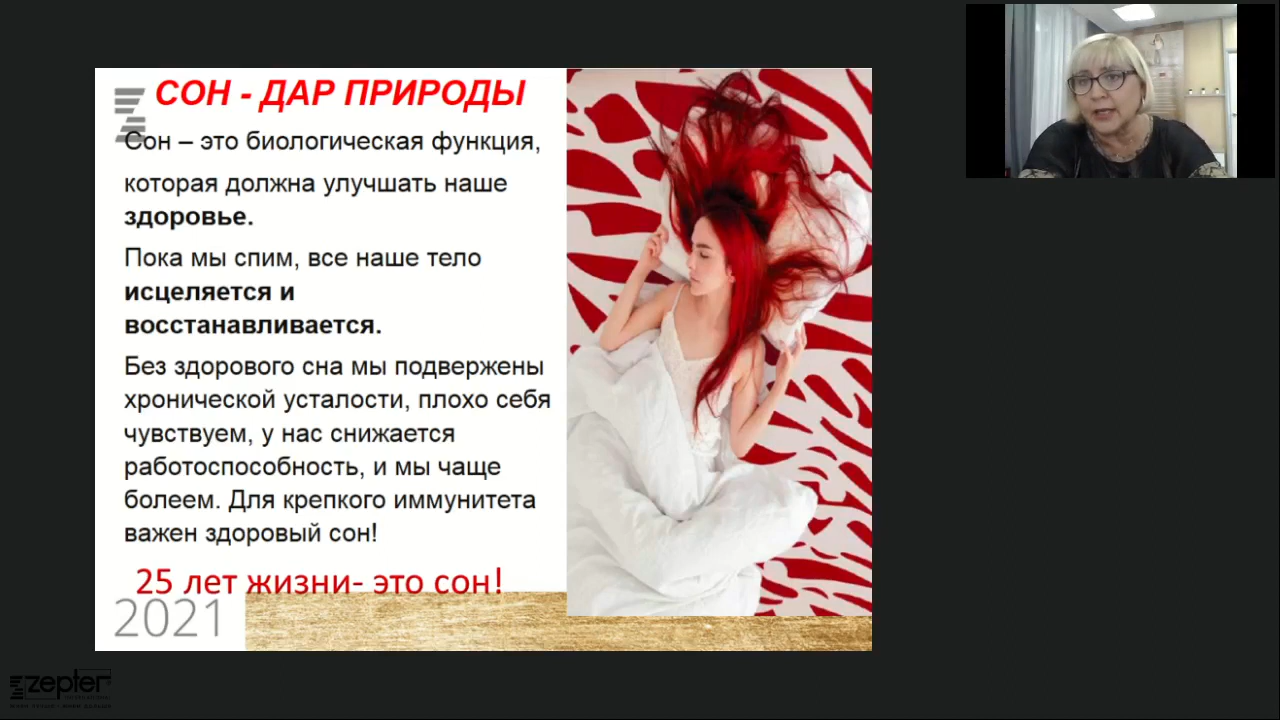 СОН - ДАР ПРИРОДЫ
Сон – это биологическая функция,
которая должна улучшать наше
здоровье.
Пока мы спим, все наше тело
исцеляется и
восстанавливается.
Без здорового сна мы подвержены
хронической усталости, плохо себя
чувствуем, у нас снижается
работоспособность, и мы чаще
болеем. Для крепкого иммунитета
важен здоровый сон!
25 лет жизни- это сон!
2021
zepter